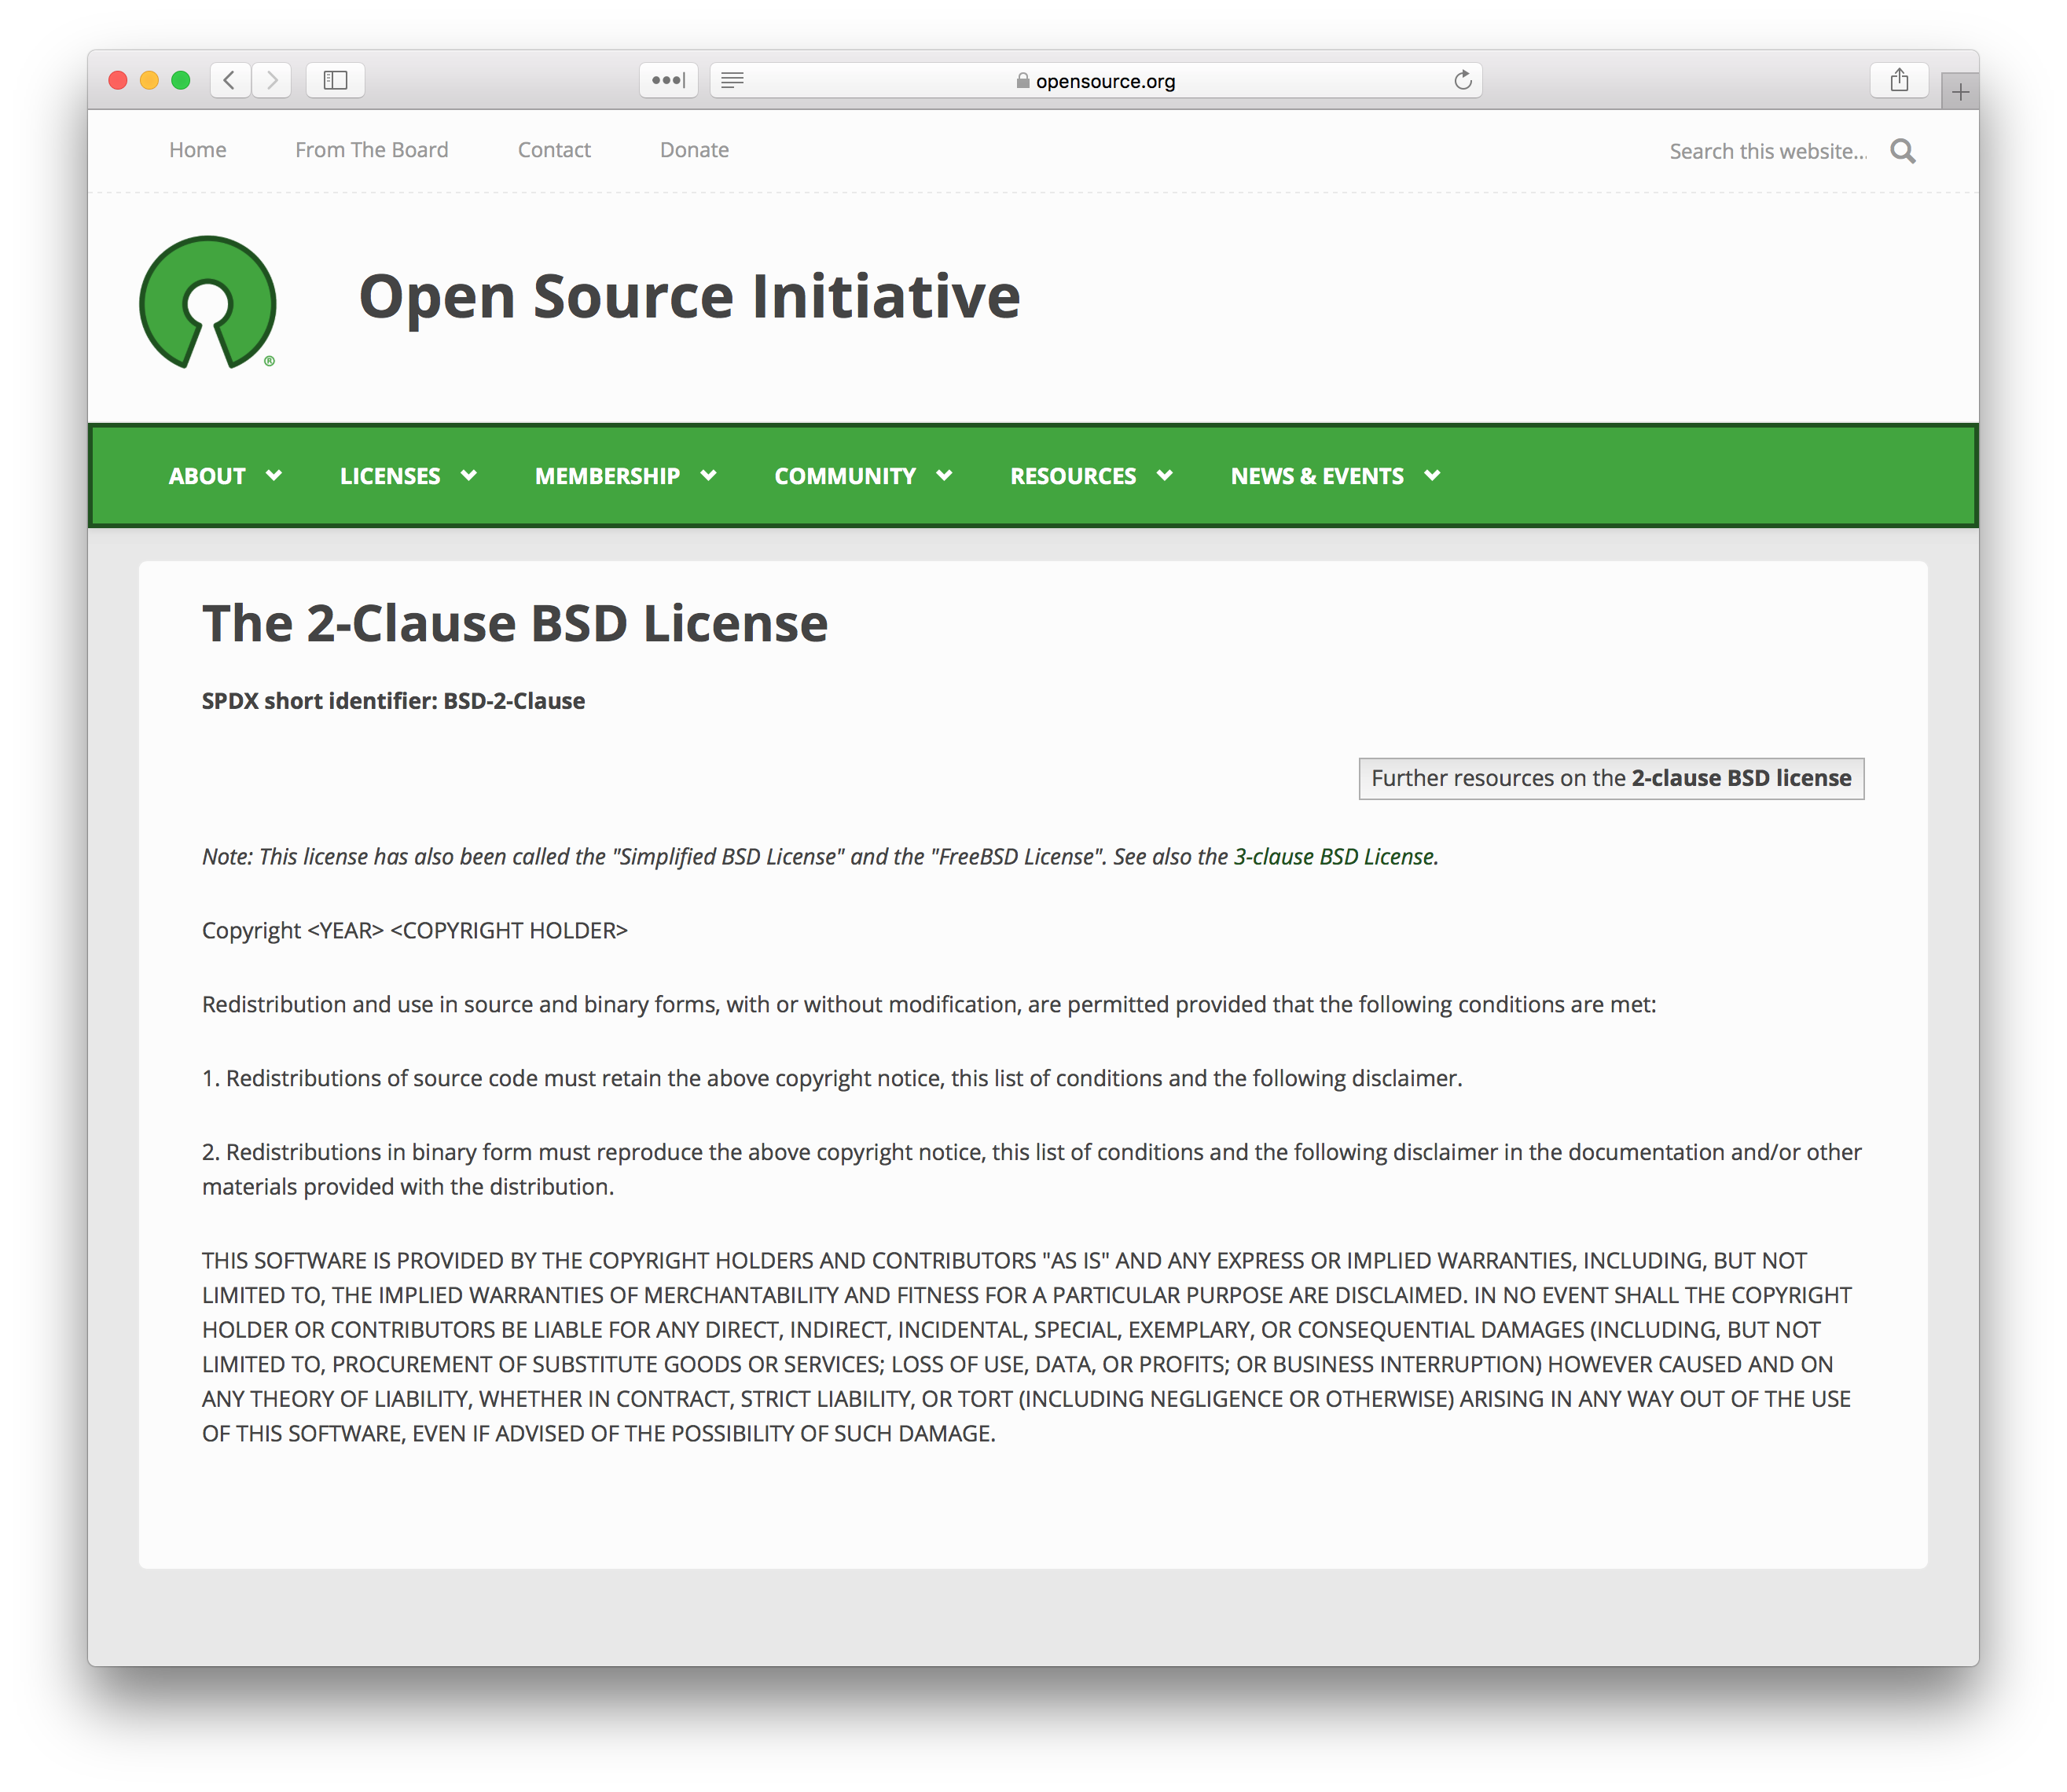 opensource.org
Home From The Board Contact Donate Search this website...
Open Source Initiative
®
ABOUT LICENSES MEMBERSHIP COMMUNITY RESOURCES NEWS & EVENTS
The 2-Clause BSD License
SPDX short identifier: BSD-2-Clause
Further resources on the 2-clause BSD license
Note: This license has also been called the "Simplified BSD License" and the "FreeBSD License". See also the 3-clause BSD License.
Copyright <YEAR> <COPYRIGHT HOLDER>
Redistribution and use in source and binary forms, with or without modification, are permitted provided that the following conditions are met:
1. Redistributions of source code must retain the above copyright notice, this list of conditions and the following disclaimer.
2. Redistributions in binary form must reproduce the above copyright notice, this list of conditions and the following disclaimer in the documentation and/or other
materials provided with the distribution.
THIS SOFTWARE IS PROVIDED BY THE COPYRIGHT HOLDERS AND CONTRIBUTORS "AS IS" AND ANY EXPRESS OR IMPLIED WARRANTIES, INCLUDING, BUT NOT
LIMITED TO, THE IMPLIED WARRANTIES OF MERCHANTABILITY AND FITNESS FOR A PARTICULAR PURPOSE ARE DISCLAIMED. IN NO EVENT SHALL THE COPYRIGHT
HOLDER OR CONTRIBUTORS BE LIABLE FOR ANY DIRECT, INDIRECT, INCIDENTAL, SPECIAL, EXEMPLARY, OR CONSEQUENTIAL DAMAGES (INCLUDING, BUT NOT
LIMITED TO, PROCUREMENT OF SUBSTITUTE GOODS OR SERVICES; LOSS OF USE, DATA, OR PROFITS; OR BUSINESS INTERRUPTION) HOWEVER CAUSED AND ON
ANY THEORY OF LIABILITY, WHETHER IN CONTRACT, STRICT LIABILITY, OR TORT (INCLUDING NEGLIGENCE OR OTHERWISE) ARISING IN ANY WAY OUT OF THE USE
OF THIS SOFTWARE, EVEN IF ADVISED OF THE POSSIBILITY OF SUCH DAMAGE.